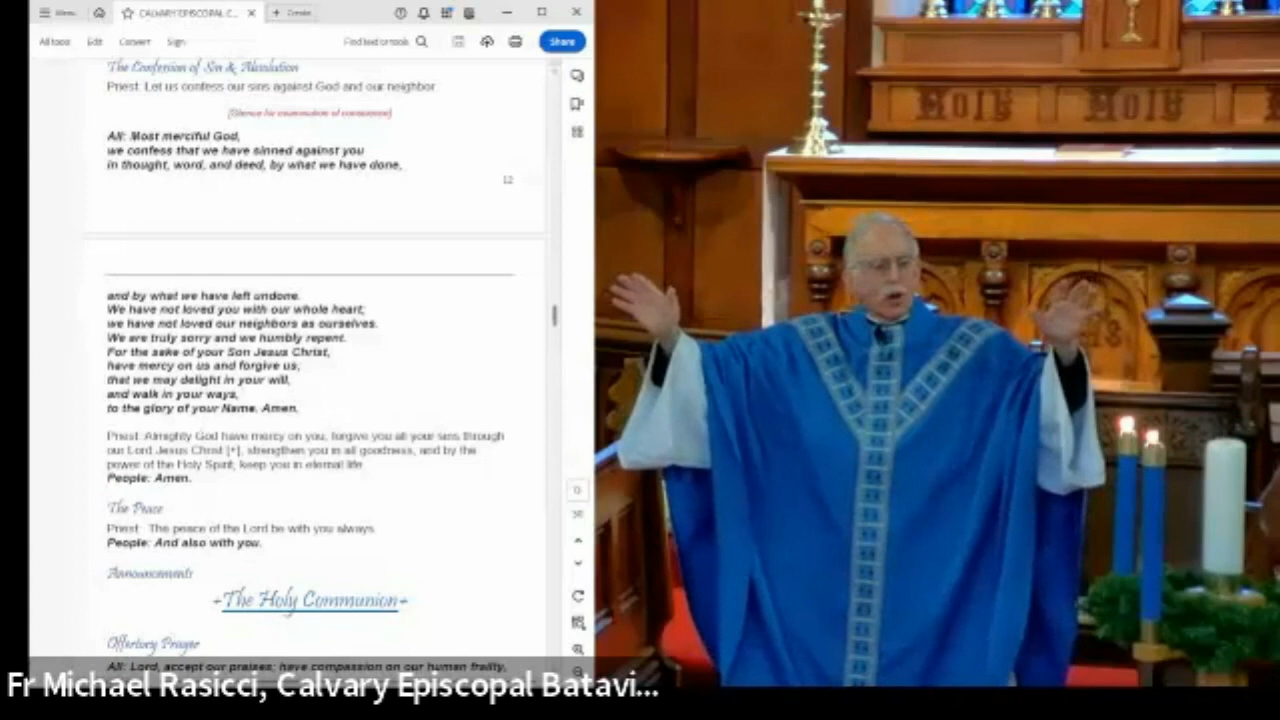 Menu
CALVARY EPISCOPAL C...
+ Create
All tools Edit Convert Sign
Find text or tools
Share
The Confession of Sin & Absolution
Priest: Let us confess our sins against God and our neighbor.
[Silence for examination of conscience]
All: Most merciful God,
we confess that we have sinned against you
in thought, word, and deed, by what we have done,
12
and by what we have left undone.
We have not loved you with our whole heart;
we have not loved our neighbors as ourselves.
We are truly sorry and we humbly repent.
For the sake of your Son Jesus Christ,
have mercy on us and forgive us;
that we may delight in your will,
and walk in your ways,
to the glory of your Name. Amen.
Priest: Almighty God have mercy on you, forgive you all your sins through
our Lord Jesus Christ [+], strengthen you in all goodness, and by the
power of the Holy Spirit, keep you in eternal life.
People: Amen.
The Peace
Priest: The peace of the Lord be with you always.
People: And also with you.
Announcements
+The Holy Communion+
Offertory Prayer
All: Lord, accept our praises; have compassion on our human frailty,
Holy Holy
Fr Michael Rasicci, Calvary Episcopal Batavi...